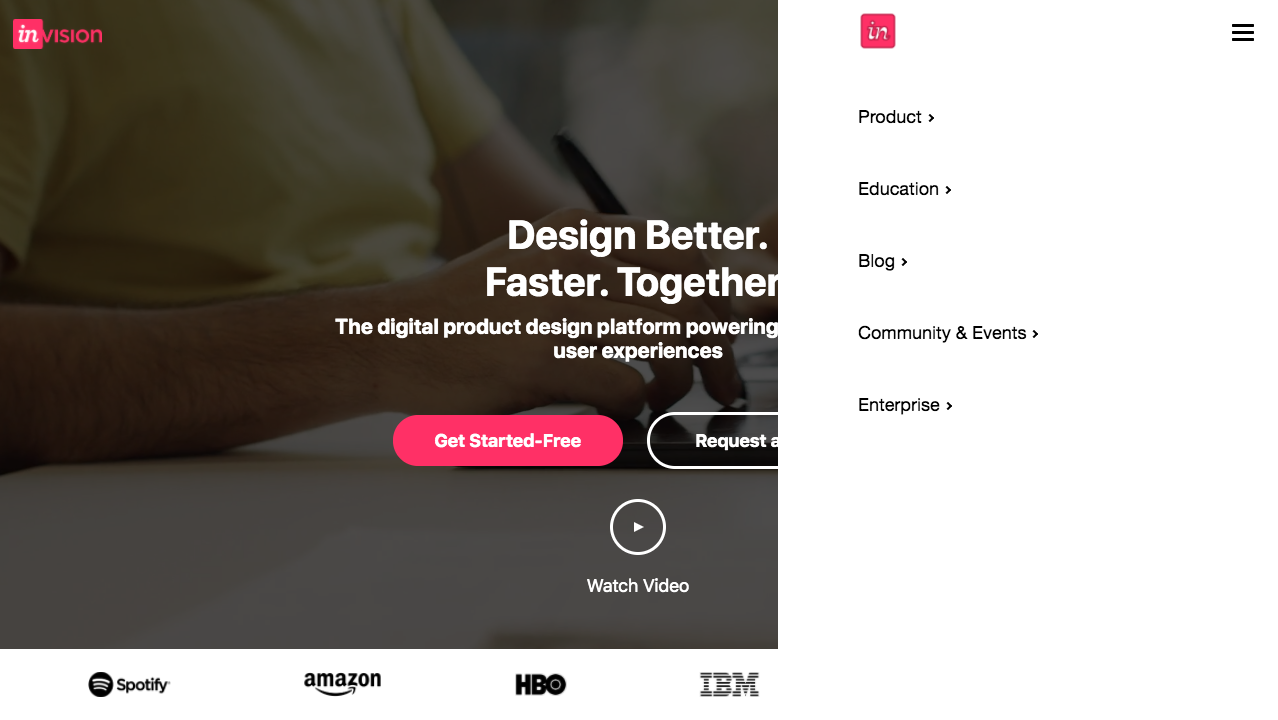 invision
in
Product
Education
Blog
Community & Events
Enterprise
Design Better.
Faster. Together
The digital product design platform powering
user experiences
Get Started-Free
Request a
Watch Video
Spotify
amazon
HBO
IBM